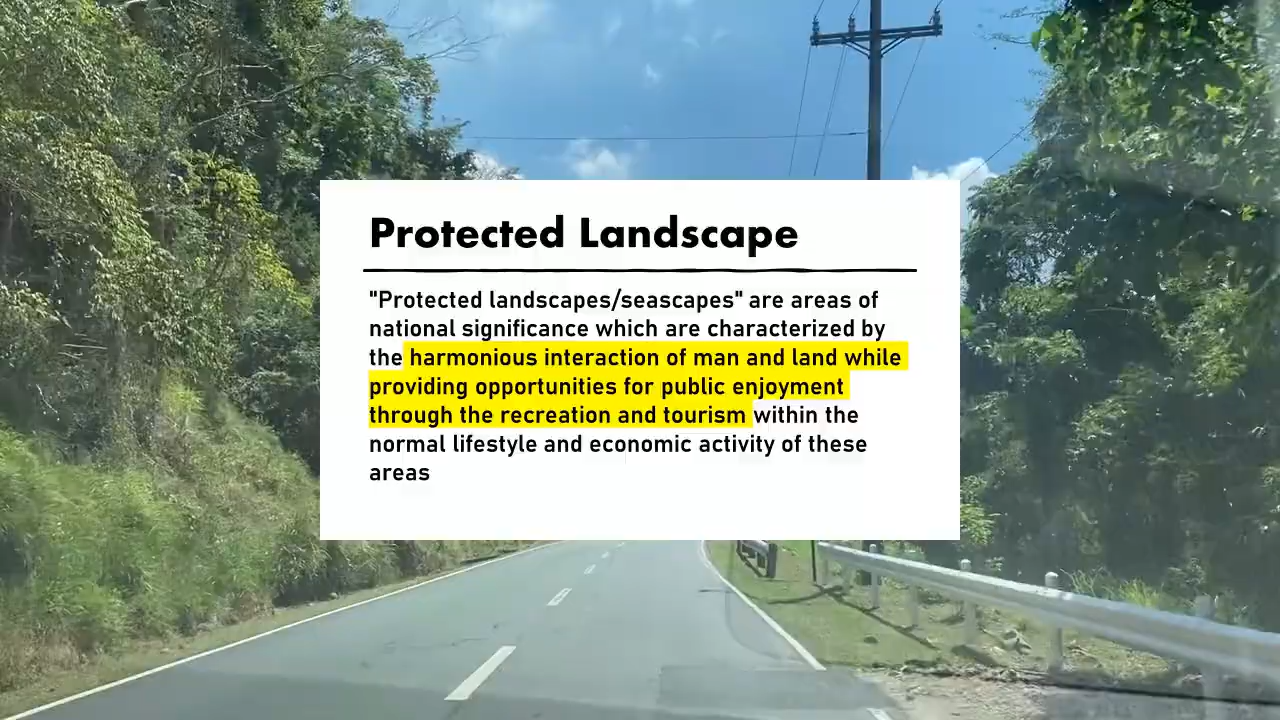 Protected Landscape
"Protected landscapes/seascapes" are areas of
national significance which are characterized by
the harmonious interaction of man and land while
providing opportunities for public enjoyment
through the recreation and tourism within the
normal lifestyle and economic activity of these
areas